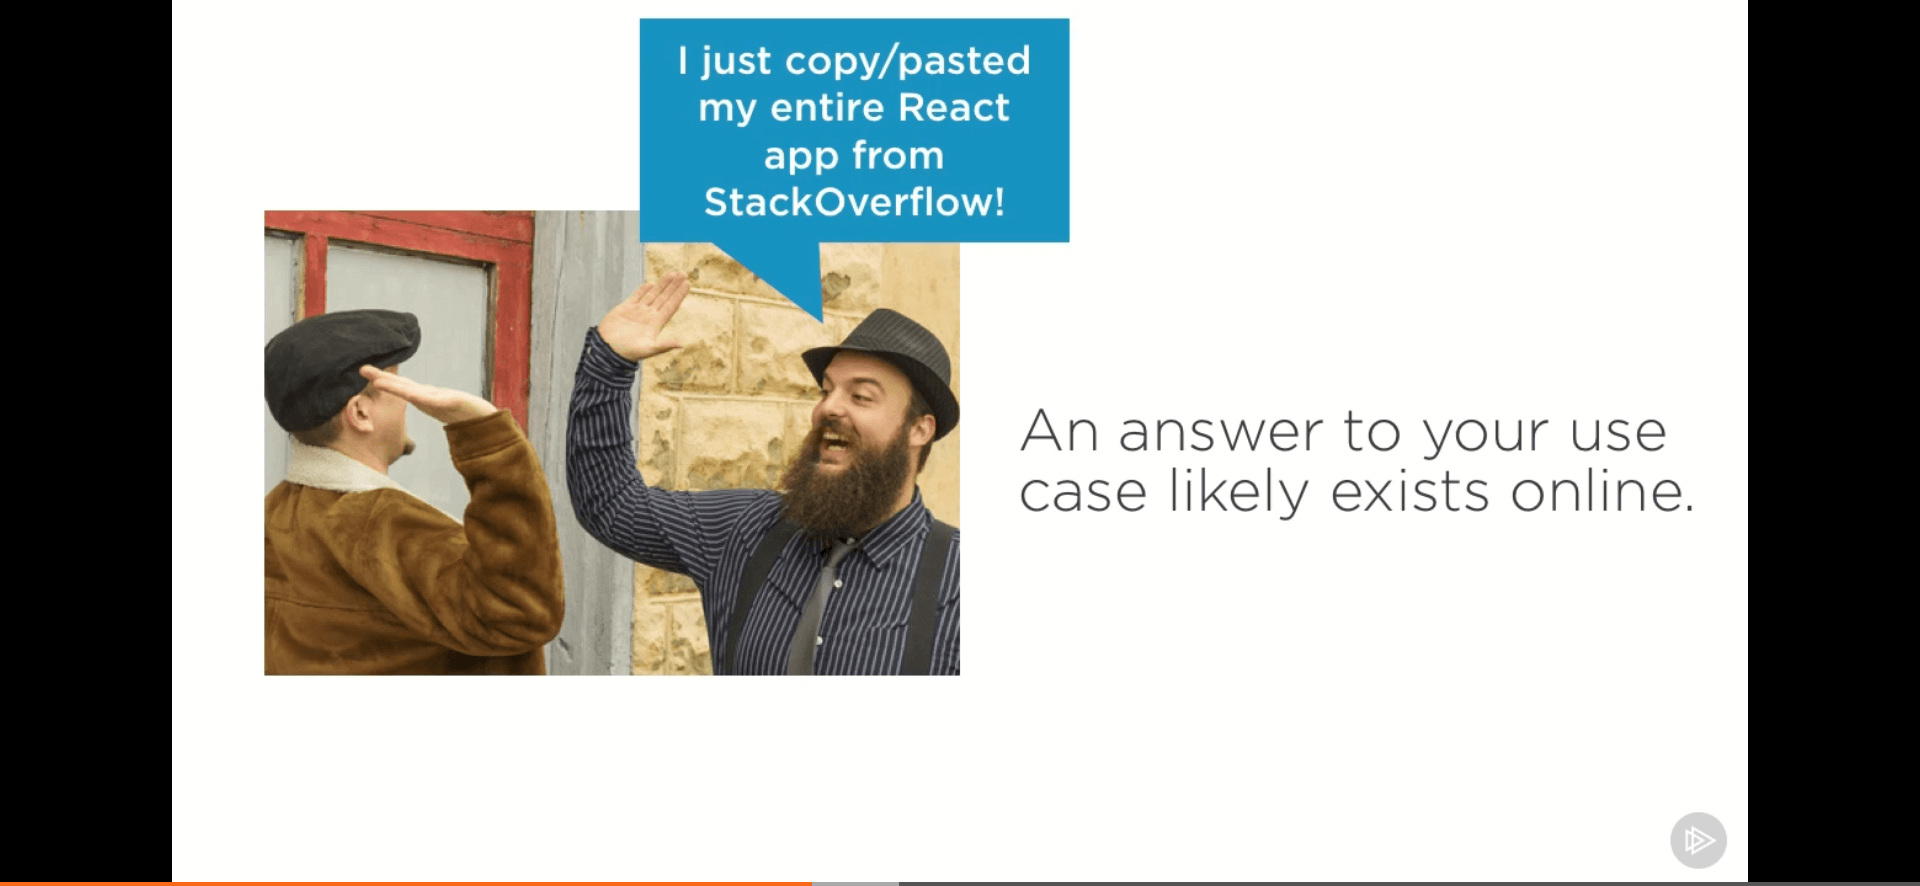 I just copy/pasted
my entire React
app from
StackOverflow!
An answer to your use
case likely exists online.